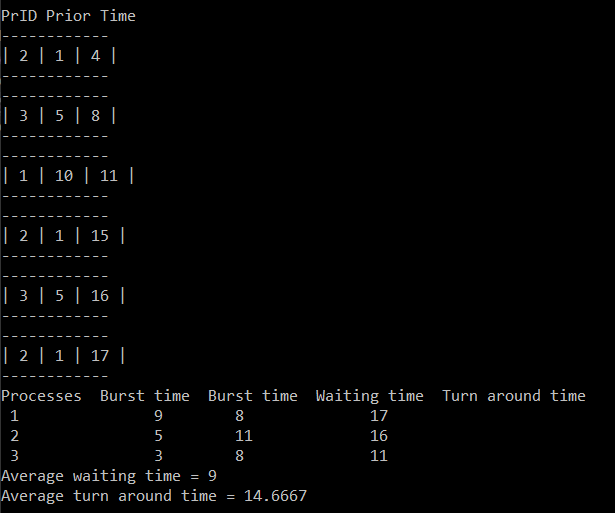 PrID Prior Time
------------
| 2 | 1 | 4 |
------------
------------
| 3 | 5 | 8 |
------------
------------
| 1 | 10 | 11 |
------------
------------
| 2 | 1 | 15 |
------------
------------
| 3 | 5 | 16 |
------------
------------
| 2 | 1 | 17 |
------------
Processes  Burst time  Burst time  Waiting time  Turn around time
 1               9        8              17
 2               5        11             16
 3               3        8              11
Average waiting time = 9
Average turn around time = 14.6667